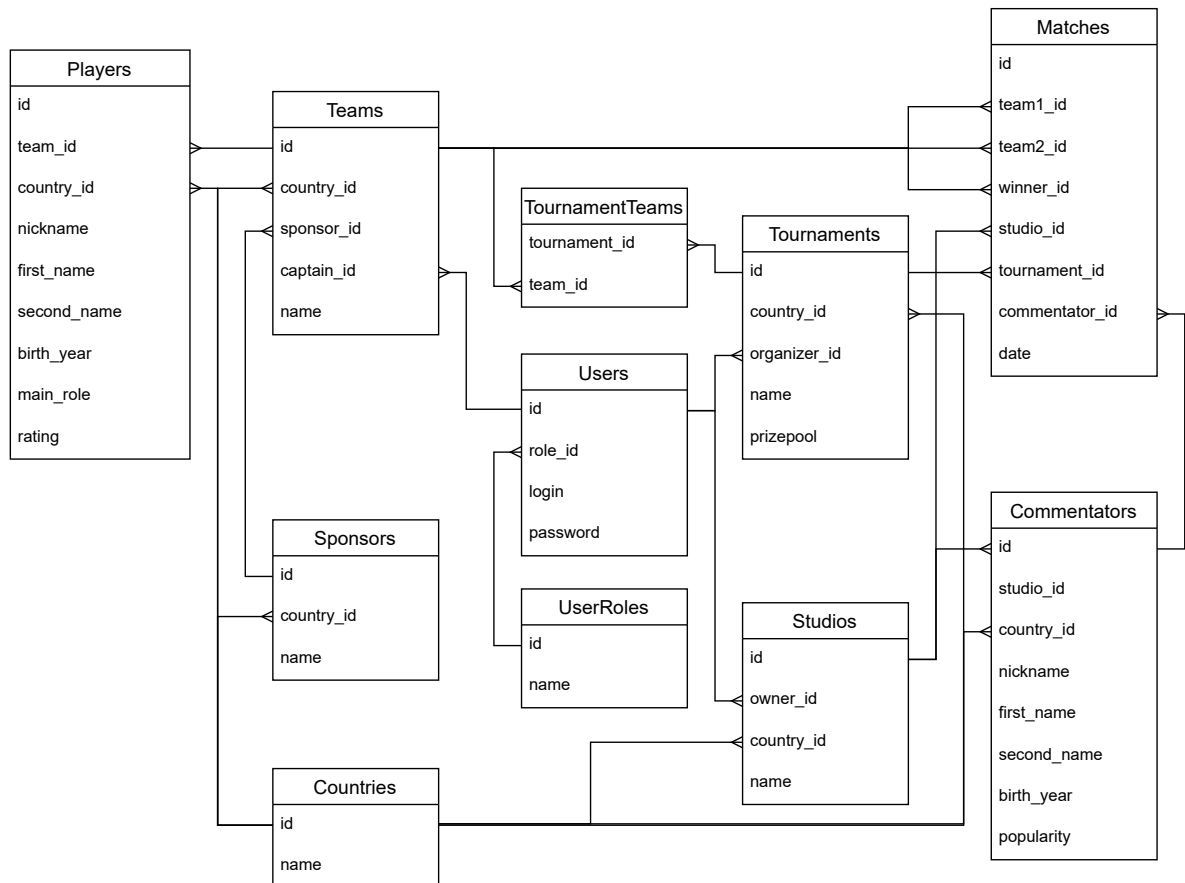 Players
id
team_id
country_id
nickname
first_name
second_name
birth_year
main_role
rating
Teams
id
country_id
sponsor_id
captain_id
name
TournamentTeams
tournament_id
team_id
Tournaments
id
country_id
organizer_id
name
prizepool
Matches
id
team1_id
team2_id
winner_id
studio_id
tournament_id
commentator_id
date
Users
id
role_id
login
password
Sponsors
id
country_id
name
UserRoles
id
name
Studios
id
owner_id
country_id
name
Commentators
id
studio_id
country_id
nickname
first_name
second_name
birth_year
popularity
Countries
id
name